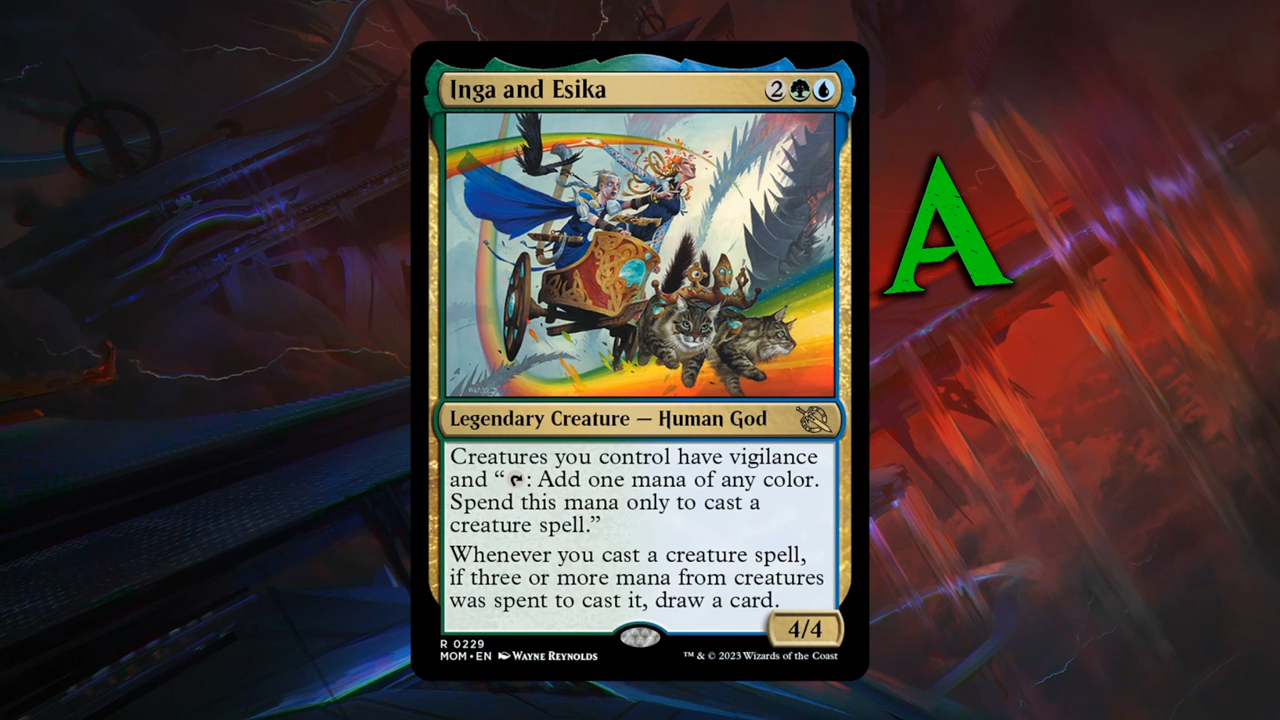 Inga and Esika 2
A
Legendary Creature — Human God
Creatures you control have vigilance
and “: Add one mana of any color.
Spend this mana only to cast a
creature spell.”
Whenever you cast a creature spell,
if three or more mana from creatures
was spent to cast it, draw a card.
4/4
R 0229
MOM • EN Wayne Reynolds
™ & © 2023 Wizards of the Coast